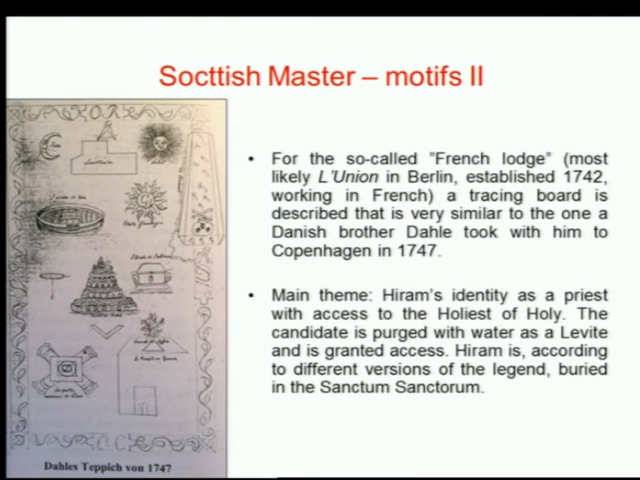 Socttish Master – motifs II
• For the so-called ”French lodge” (most
likely L’Union in Berlin, established 1742,
working in French) a tracing board is
described that is very similar to the one a
Danish brother Dahle took with him to
Copenhagen in 1747.
• Main theme: Hiram’s identity as a priest
with access to the Holiest of Holy. The
candidate is purged with water as a Levite
and is granted access. Hiram is, according
to different versions of the legend, buried
in the Sanctum Sanctorum.
Dahles Teppich von 1747